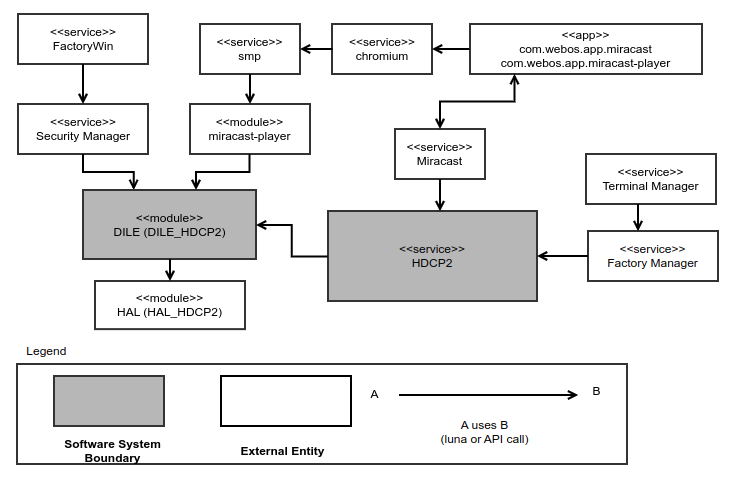 <<service>>
FactoryWin
<<service>>
smp
<<service>>
chromium
<<app>>
com.webos.app.miracast
com.webos.app.miracast-player
<<service>>
Security Manager
<<module>>
miracast-player
<<service>>
Miracast
<<service>>
Terminal Manager
<<module>>
DILE (DILE_HDCP2)
<<service>>
HDCP2
<<service>>
Factory Manager
<<module>>
HAL (HAL_HDCP2)
Legend
Software System
Boundary
External Entity
A
B
A uses B
(luna or API call)